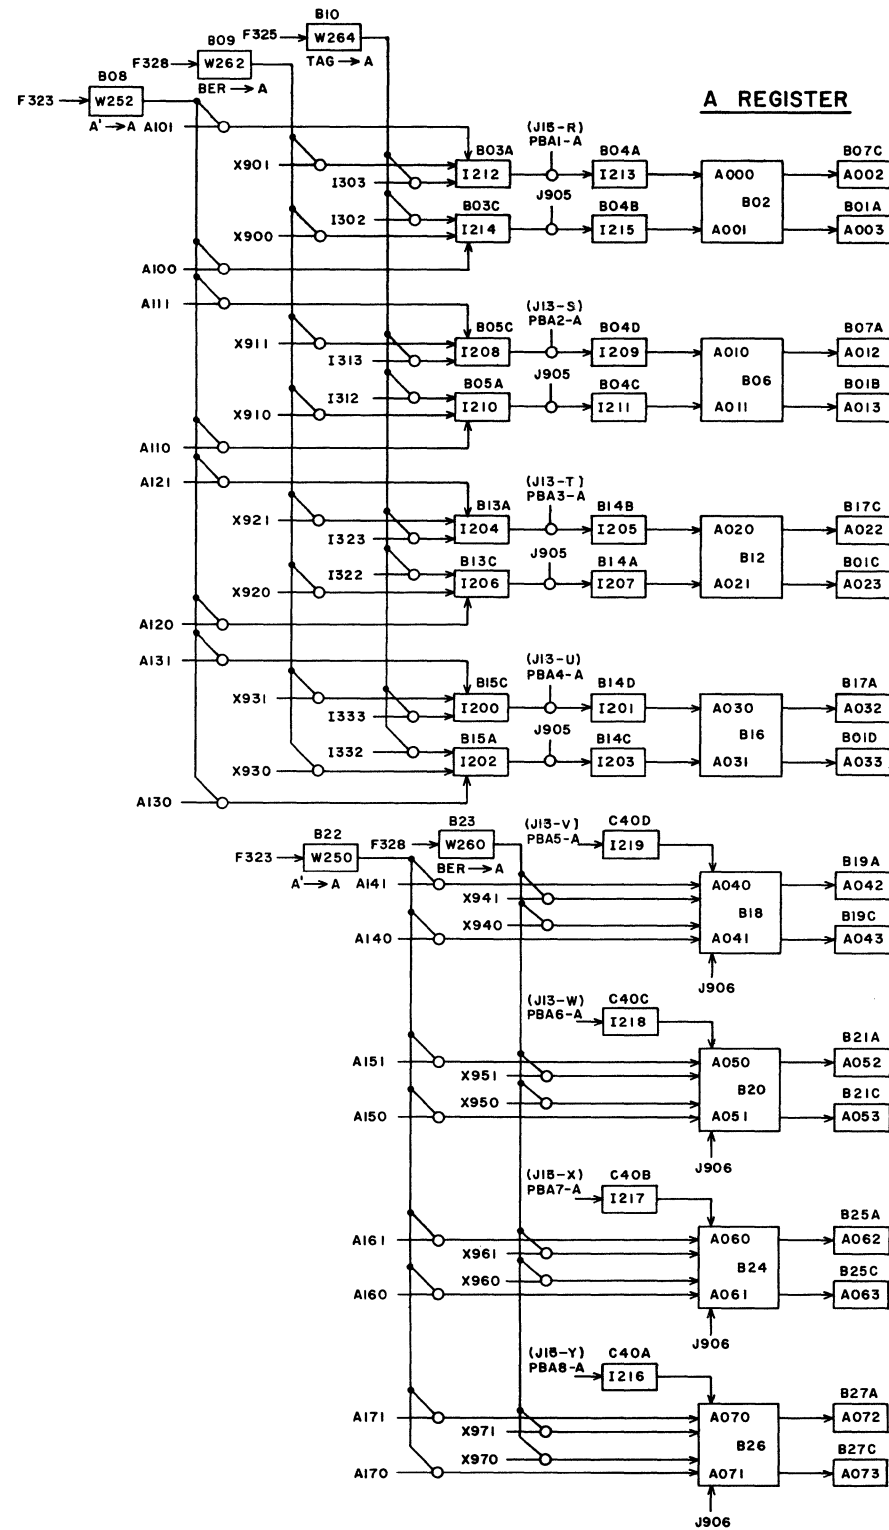 B10
F325 W264
B09
TAG → A
F328 W262
BER → A
B08
F323 W252
A' → A
A REGISTER
A101
(J15-R)
PBA1-A
X901
I303
B03A
I212
B04A
I213
A000
B02
A001
B07C
A002
J905
I302
X900
B03C
I214
B04B
I215
B01A
A003
A100
A111
(J13-S)
PBA2-A
X911
I313
B05C
I208
B04D
I209
A010
B06
A011
B07A
A012
J905
I312
X910
B05A
I210
B04C
I211
B01B
A013
A110
A121
(J13-T)
PBA3-A
X921
I323
B13A
I204
B14B
I205
A020
B12
A021
B17C
A022
J905
I322
X920
B13C
I206
B14A
I207
B01C
A023
A120
A131
(J13-U)
PBA4-A
X931
I333
B15C
I200
B14D
I201
A030
B16
A031
B17A
A032
J905
I332
X930
B15A
I202
B14C
I203
B01D
A033
A130
B22
F323 W250
A' → A
B23
F328 W260
BER → A
(J13-V)
PBA5-A
C40D
I219
A141
X941
X940
A140
A040
B18
A041
B19A
A042
B19C
A043
J906
(J13-W)
PBA6-A
C40C
I218
A151
X951
X950
A150
A050
B20
A051
B21A
A052
B21C
A053
J906
(J15-X)
PBA7-A
C40B
I217
A161
X961
X960
A160
A060
B24
A061
B25A
A062
B25C
A063
J906
(J15-Y)
PBA8-A
C40A
I216
A171
X971
X970
A170
A070
B26
A071
B27A
A072
B27C
A073
J906